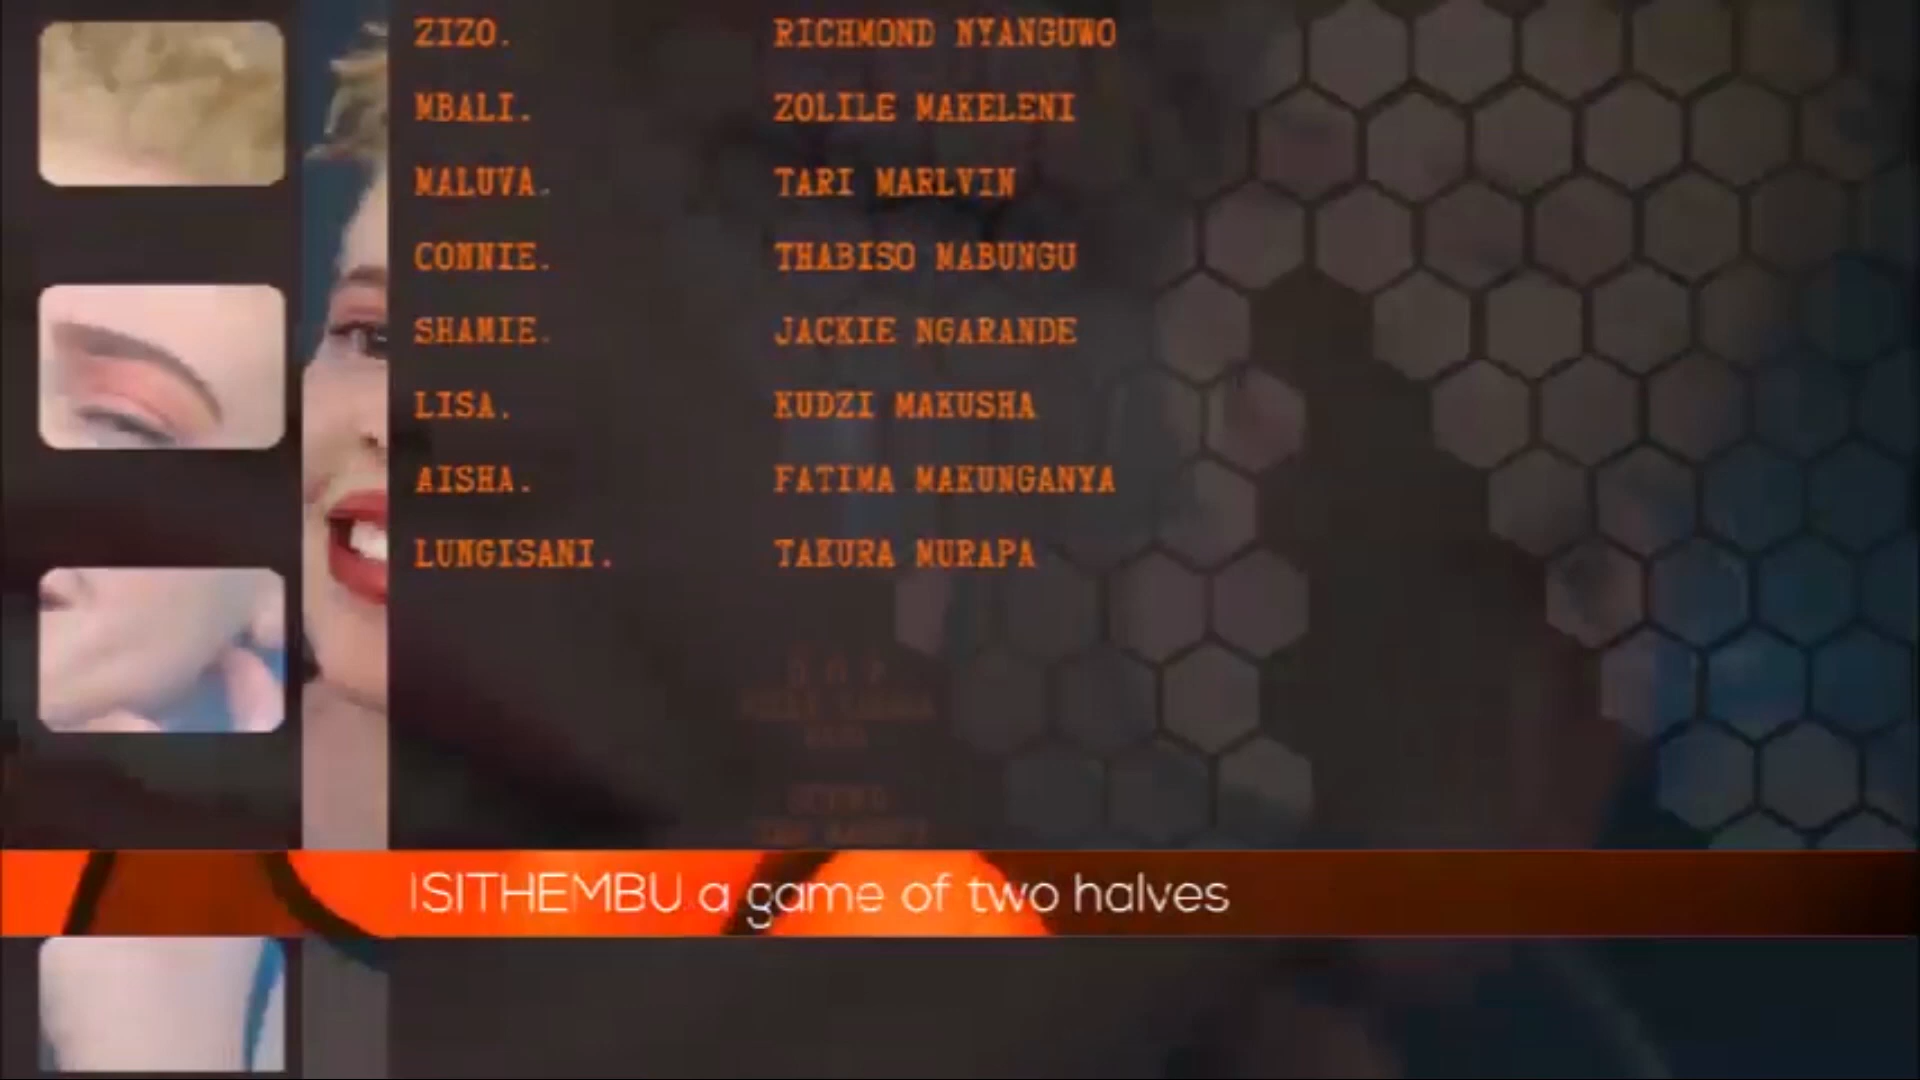 ZIZO. RICHMOND NYANGUWO
MBALI. ZOLILE MAKELENI
MALUVA. TARI MARLVIN
CONNIE. THABISO MABUNGU
SHAMIE. JACKIE NGARANDE
LISA. KUDZI MAKUSHA
AISHA. FATIMA MAKUNGANYA
LUNGISANI. TAKURA MURAPA
ISITHEMBU a game of two halves